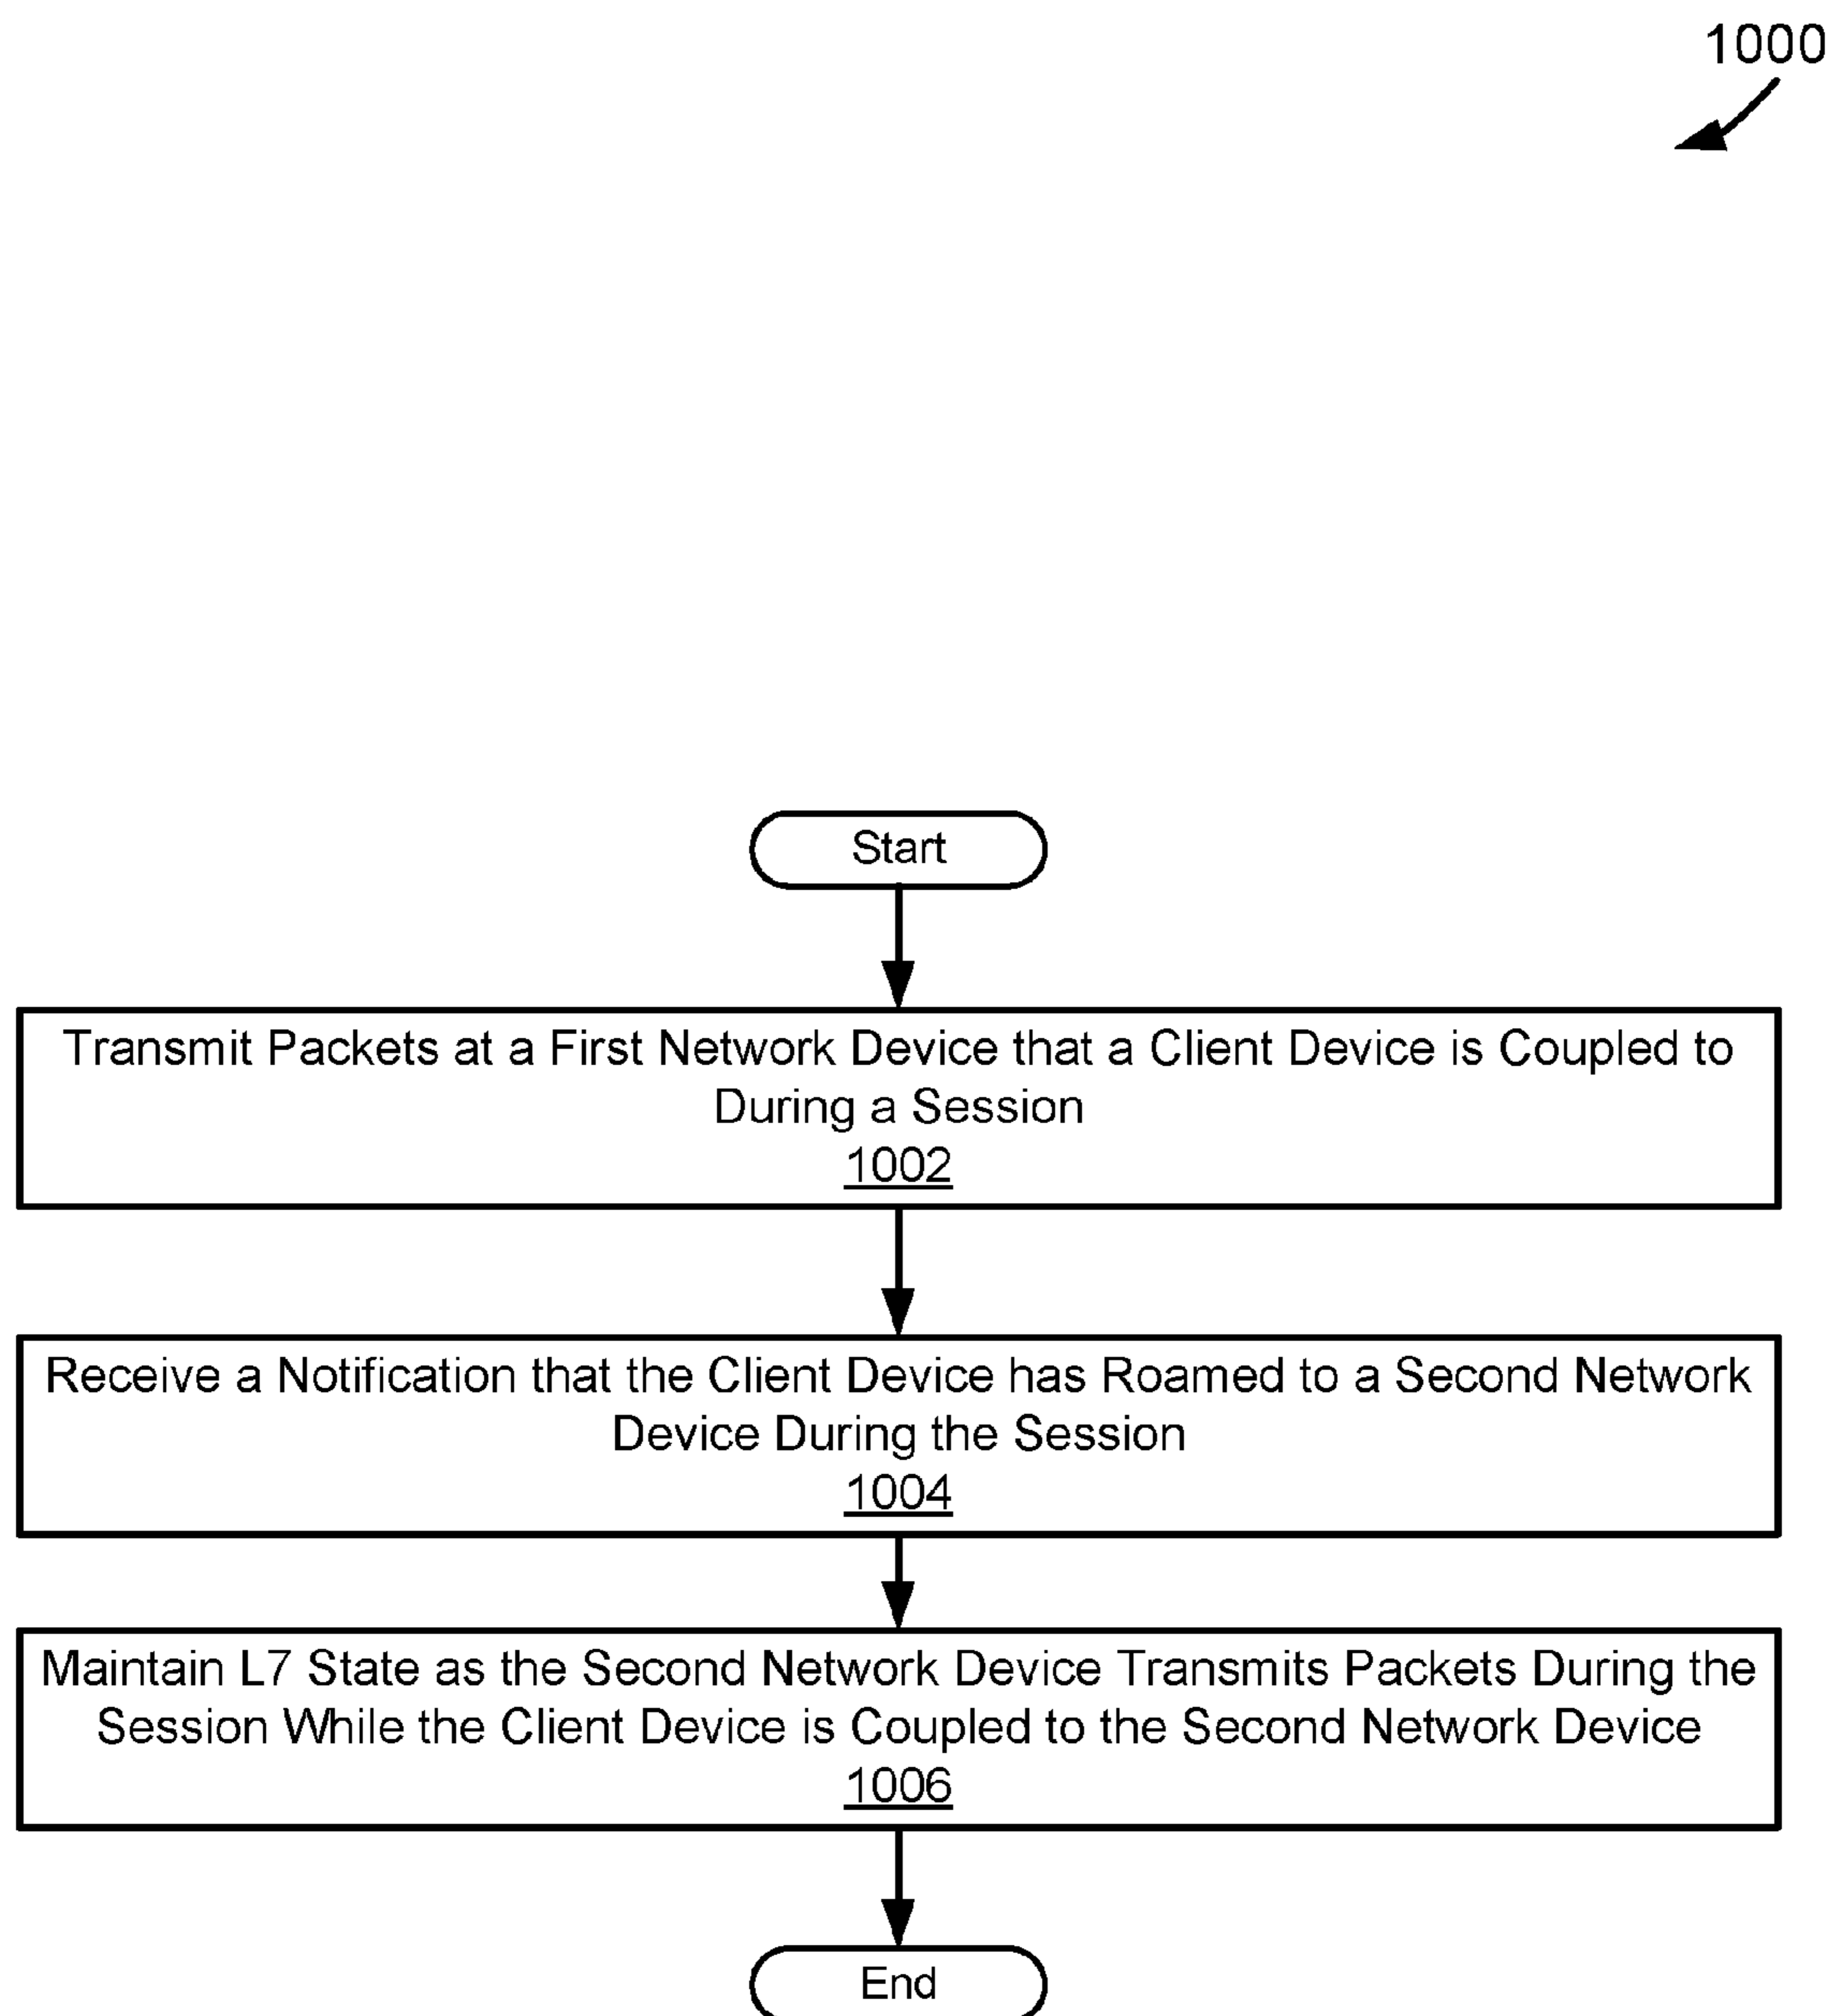 1000
Start
Transmit Packets at a First Network Device that a Client Device is Coupled to
During a Session
1002
Receive a Notification that the Client Device has Roamed to a Second Network
Device During the Session
1004
Maintain L7 State as the Second Network Device Transmits Packets During the
Session While the Client Device is Coupled to the Second Network Device
1006
End